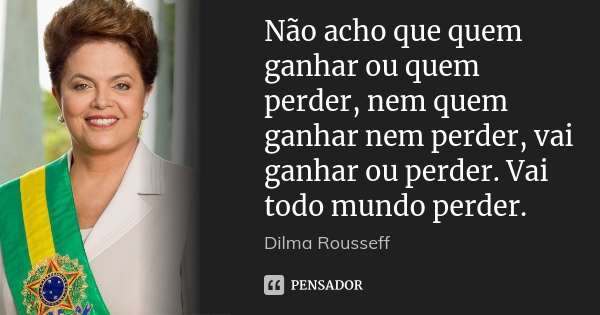 Não acho que quem
ganhar ou quem
perder, nem quem
ganhar nem perder, vai
ganhar ou perder. Vai
todo mundo perder.
Dilma Rousseff
PENSADOR